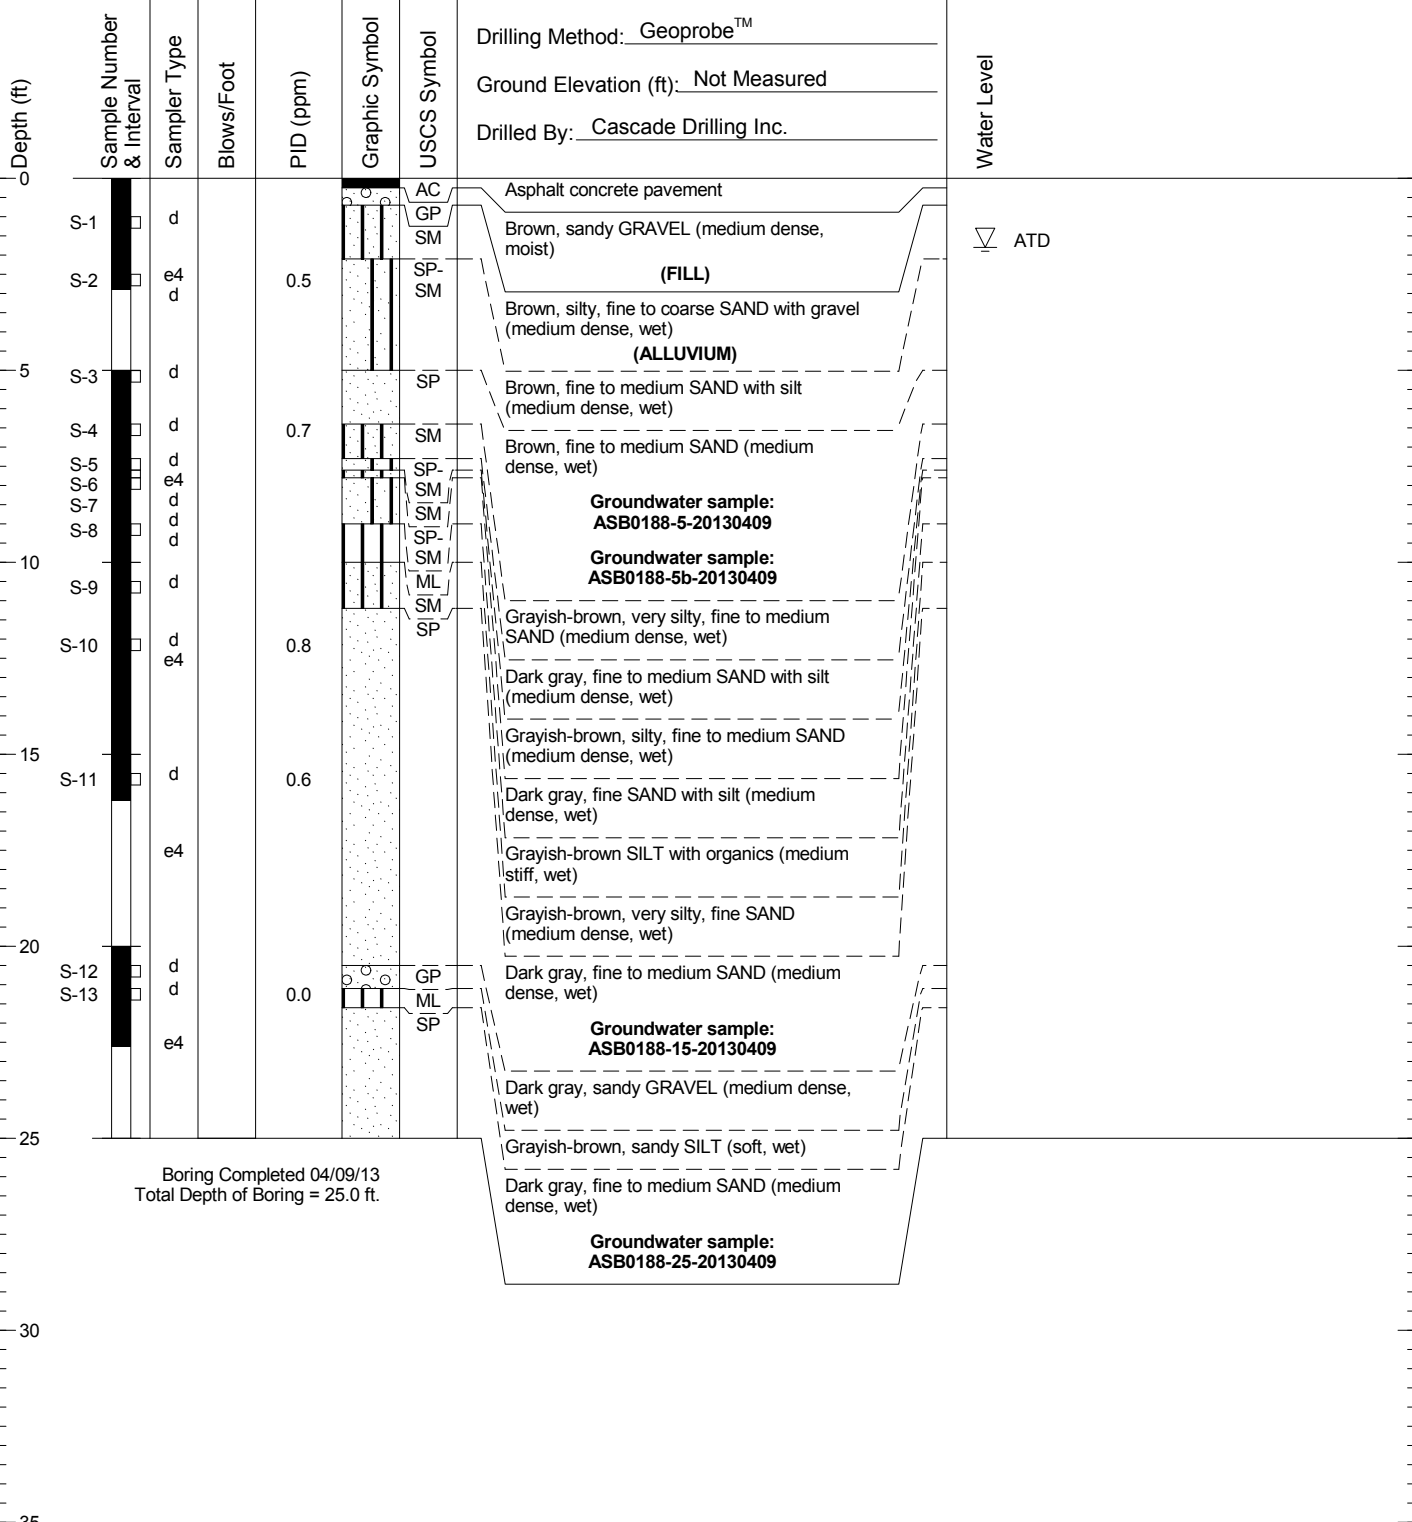 Depth (ft)
Sample Number
& Interval
Sampler Type
Blows/Foot
PID (ppm)
Graphic Symbol
USCS Symbol
Drilling Method: Geoprobe™
Ground Elevation (ft): Not Measured
Drilled By: Cascade Drilling Inc.
Water Level
0
5
10
15
20
25
30
35
S-1
S-2
S-3
S-4
S-5
S-6
S-7
S-8
S-9
S-10
S-11
S-12
S-13
d
e4
d
d
d
d
e4
d
d
d
d
d
e4
d
e4
d
d
e4
0.5
0.7
0.8
0.6
0.0
AC
GP
SM
SP-
SM
SP
SM
SP-
SM
SM
SP-
SM
ML
SM
SP
GP
ML
SP
Asphalt concrete pavement
Brown, sandy GRAVEL (medium dense,
moist)
(FILL)
Brown, silty, fine to coarse SAND with gravel
(medium dense, wet)
(ALLUVIUM)
Brown, fine to medium SAND with silt
(medium dense, wet)
Brown, fine to medium SAND (medium
dense, wet)
Groundwater sample:
ASB0188-5-20130409
Groundwater sample:
ASB0188-5b-20130409
Grayish-brown, very silty, fine to medium
SAND (medium dense, wet)
Dark gray, fine to medium SAND with silt
(medium dense, wet)
Grayish-brown, silty, fine to medium SAND
(medium dense, wet)
Dark gray, fine SAND with silt (medium
dense, wet)
Grayish-brown SILT with organics (medium
stiff, wet)
Grayish-brown, very silty, fine SAND
(medium dense, wet)
Dark gray, fine to medium SAND (medium
dense, wet)
Groundwater sample:
ASB0188-15-20130409
Dark gray, sandy GRAVEL (medium dense,
wet)
Grayish-brown, sandy SILT (soft, wet)
Dark gray, fine to medium SAND (medium
dense, wet)
Groundwater sample:
ASB0188-25-20130409
ATD
Boring Completed 04/09/13
Total Depth of Boring = 25.0 ft.